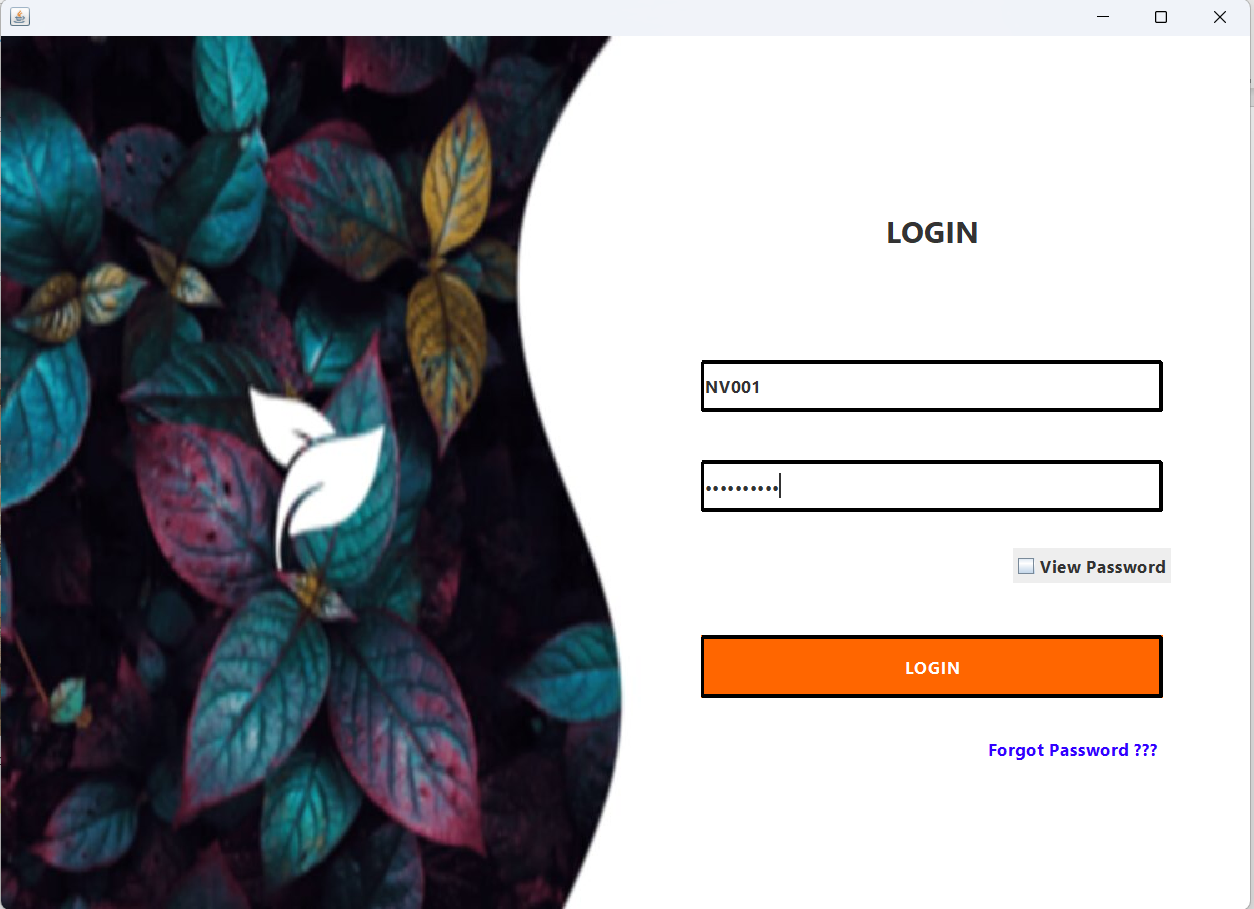 LOGIN
NV001
••••••••••
View Password
LOGIN
Forgot Password ???